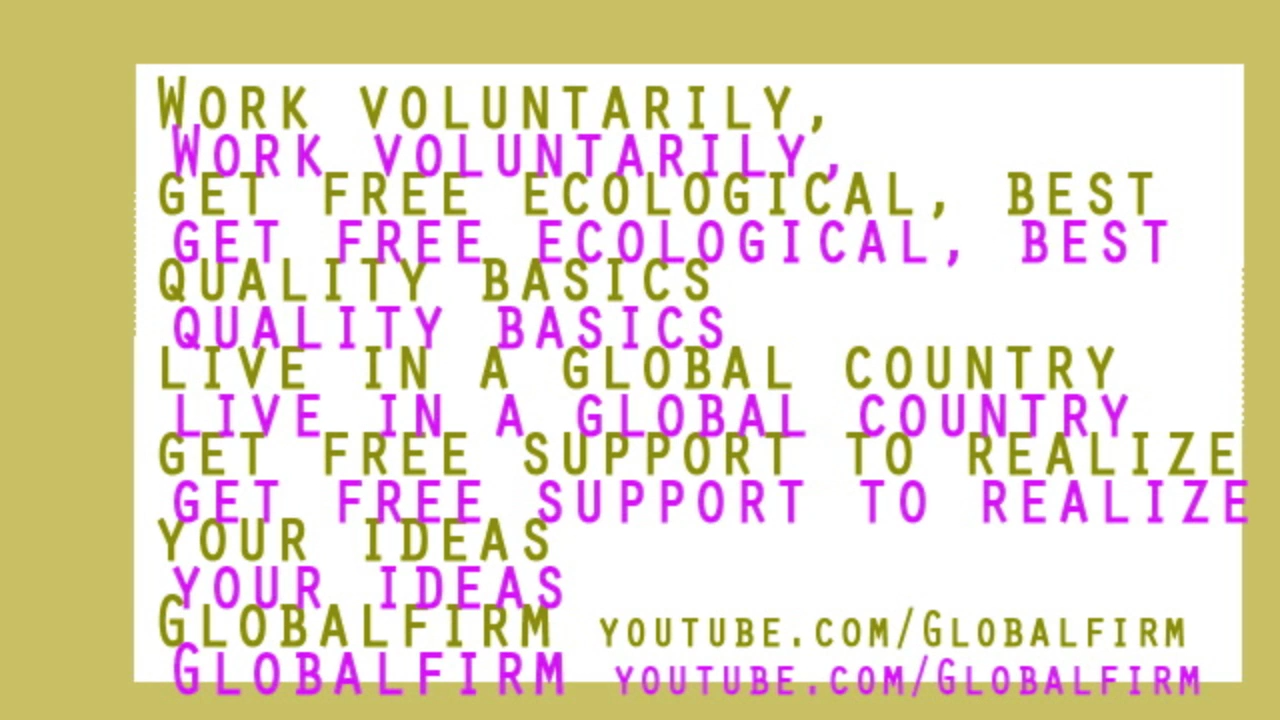 Work voluntarily,
Work voluntarily,
get free ecological, best
get free ecological, best
quality basics
quality basics
live in a global country
live in a global country
get free support to realize
get free support to realize
your ideas
your ideas
Globalfirm youtube.com/Globalfirm
Globalfirm youtube.com/Globalfirm